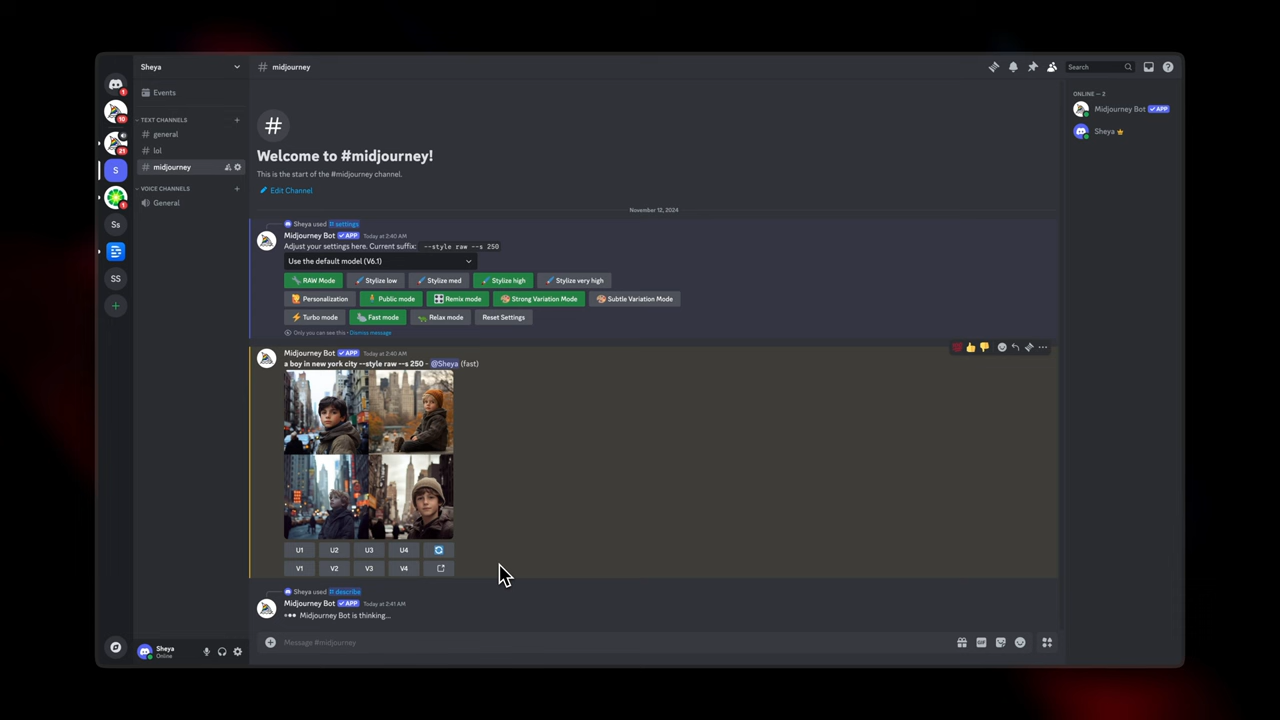 Sheya
# midjourney
Search
1
10
21
S
1
Ss
SS
Events
TEXT CHANNELS
# general
# lol
# midjourney
VOICE CHANNELS
General
#
Welcome to #midjourney!
This is the start of the #midjourney channel.
Edit Channel
November 12, 2024
Sheya used settings
Midjourney Bot ✓ APP Today at 2:40 AM
Adjust your settings here. Current suffix: --style raw --s 250
Use the default model (V6.1)
RAW Mode Stylize low Stylize med Stylize high Stylize very high
Personalization Public mode Remix mode Strong Variation Mode Subtle Variation Mode
Turbo mode Fast mode Relax mode Reset Settings
Only you can see this • Dismiss message
Midjourney Bot ✓ APP Today at 2:40 AM
a boy in new york city --style raw --s 250 - @Sheya (fast)
U1 U2 U3 U4
V1 V2 V3 V4
Sheya used describe
Midjourney Bot ✓ APP Today at 2:41 AM
Midjourney Bot is thinking...
Message #midjourney
GIF
Sheya
Online
ONLINE — 2
Midjourney Bot ✓ APP
Sheya